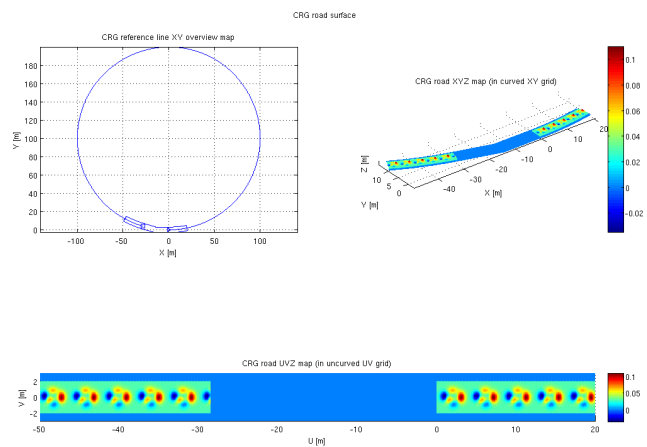 CRG road surface
CRG reference line XY overview map
180
160
140
120
100
80
60
40
20
0
Y [m]
-100 -50 0 50 100
X [m]
CRG road XYZ map (in curved XY grid)
Z [m]
10 5 0
Y [m]
-40 -30 -20 -10 0 10 20
X [m]
0.1
0.08
0.06
0.04
0.02
0
-0.02
CRG road UVZ map (in uncurved UV grid)
V [m]
2
0
-2
-50 -40 -30 -20 -10 0 10 20
U [m]
0.1
0.05
0